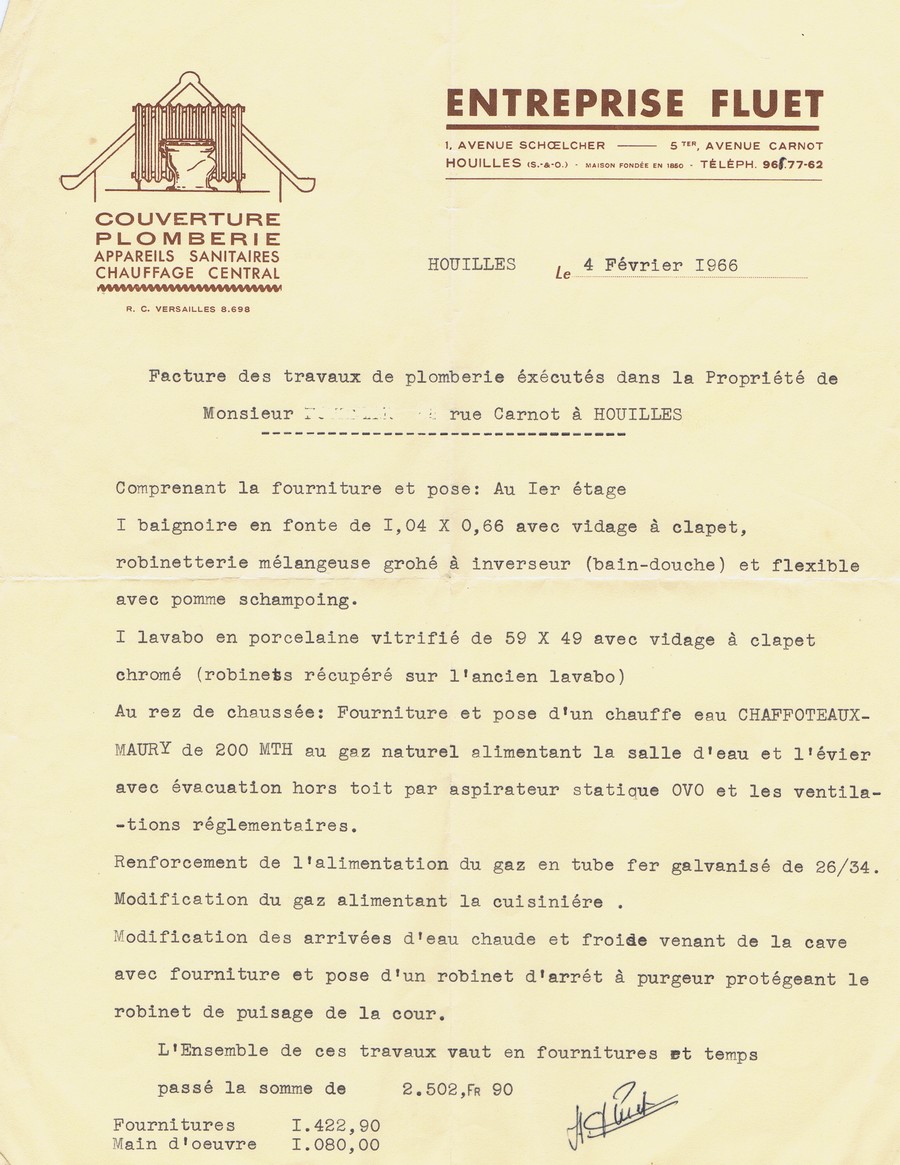 ENTREPRISE FLUET
1, AVENUE SCHŒLCHER —— 5 TER, AVENUE CARNOT
HOUILLES (S.-&-O.) - MAISON FONDÉE EN 1880 - TÉLÉPH. 968.77-62
COUVERTURE
PLOMBERIE
APPAREILS SANITAIRES
CHAUFFAGE CENTRAL
R. C. VERSAILLES 8.698
HOUILLES Le 4 Février I966
Facture des travaux de plomberie éxécutés dans la Propriété de
Monsieur rue Carnot à HOUILLES
Comprenant la fourniture et pose: Au Ier étage
I baignoire en fonte de I,04 X 0,66 avec vidage à clapet,
robinetterie mélangeuse grohé à inverseur (bain-douche) et flexible
avec pomme schampoing.
I lavabo en porcelaine vitrifié de 59 X 49 avec vidage à clapet
chromé (robinets récupéré sur l'ancien lavabo)
Au rez de chaussée: Fourniture et pose d'un chauffe eau CHAFFOTEAUX-
MAURY de 200 MTH au gaz naturel alimentant la salle d'eau et l'évier
avec évacuation hors toit par aspirateur statique OVO et les ventila-
-tions réglementaires.
Renforcement de l'alimentation du gaz en tube fer galvanisé de 26/34.
Modification du gaz alimentant la cuisiniére .
Modification des arrivées d'eau chaude et froide venant de la cave
avec fourniture et pose d'un robinet d'arrét à purgeur protégeant le
robinet de puisage de la cour.
L'Ensemble de ces travaux vaut en fournitures et temps
passé la somme de 2.502,FR 90
Fournitures I.422,90
Main d'oeuvre I.080,00